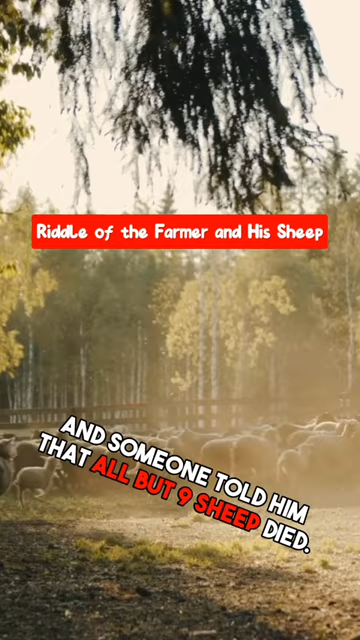 Riddle of the Farmer and His Sheep
AND SOMEONE TOLD HIM
THAT ALL BUT 9 SHEEP DIED.